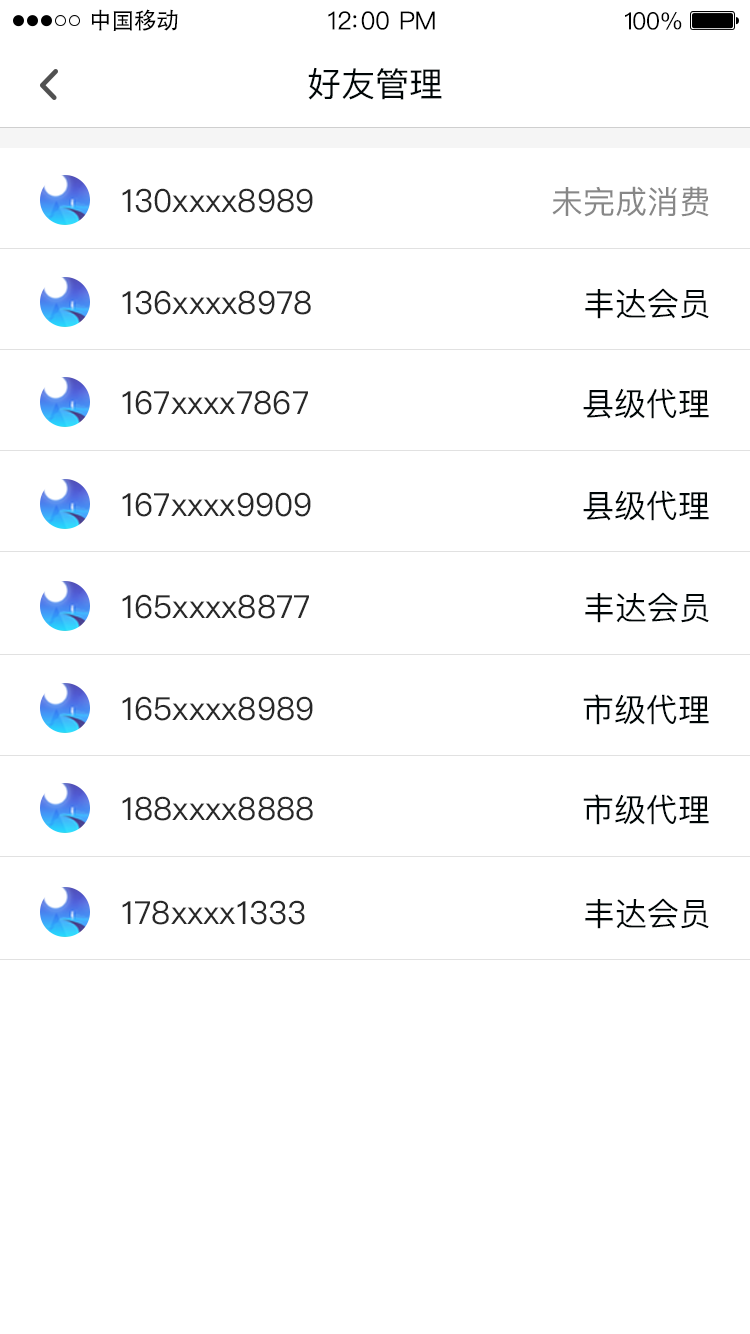 中国移动 12:00 PM 100%
好友管理
130xxxx8989 未完成消费
136xxxx8978 丰达会员
167xxxx7867 县级代理
167xxxx9909 县级代理
165xxxx8877 丰达会员
165xxxx8989 市级代理
188xxxx8888 市级代理
178xxxx1333 丰达会员